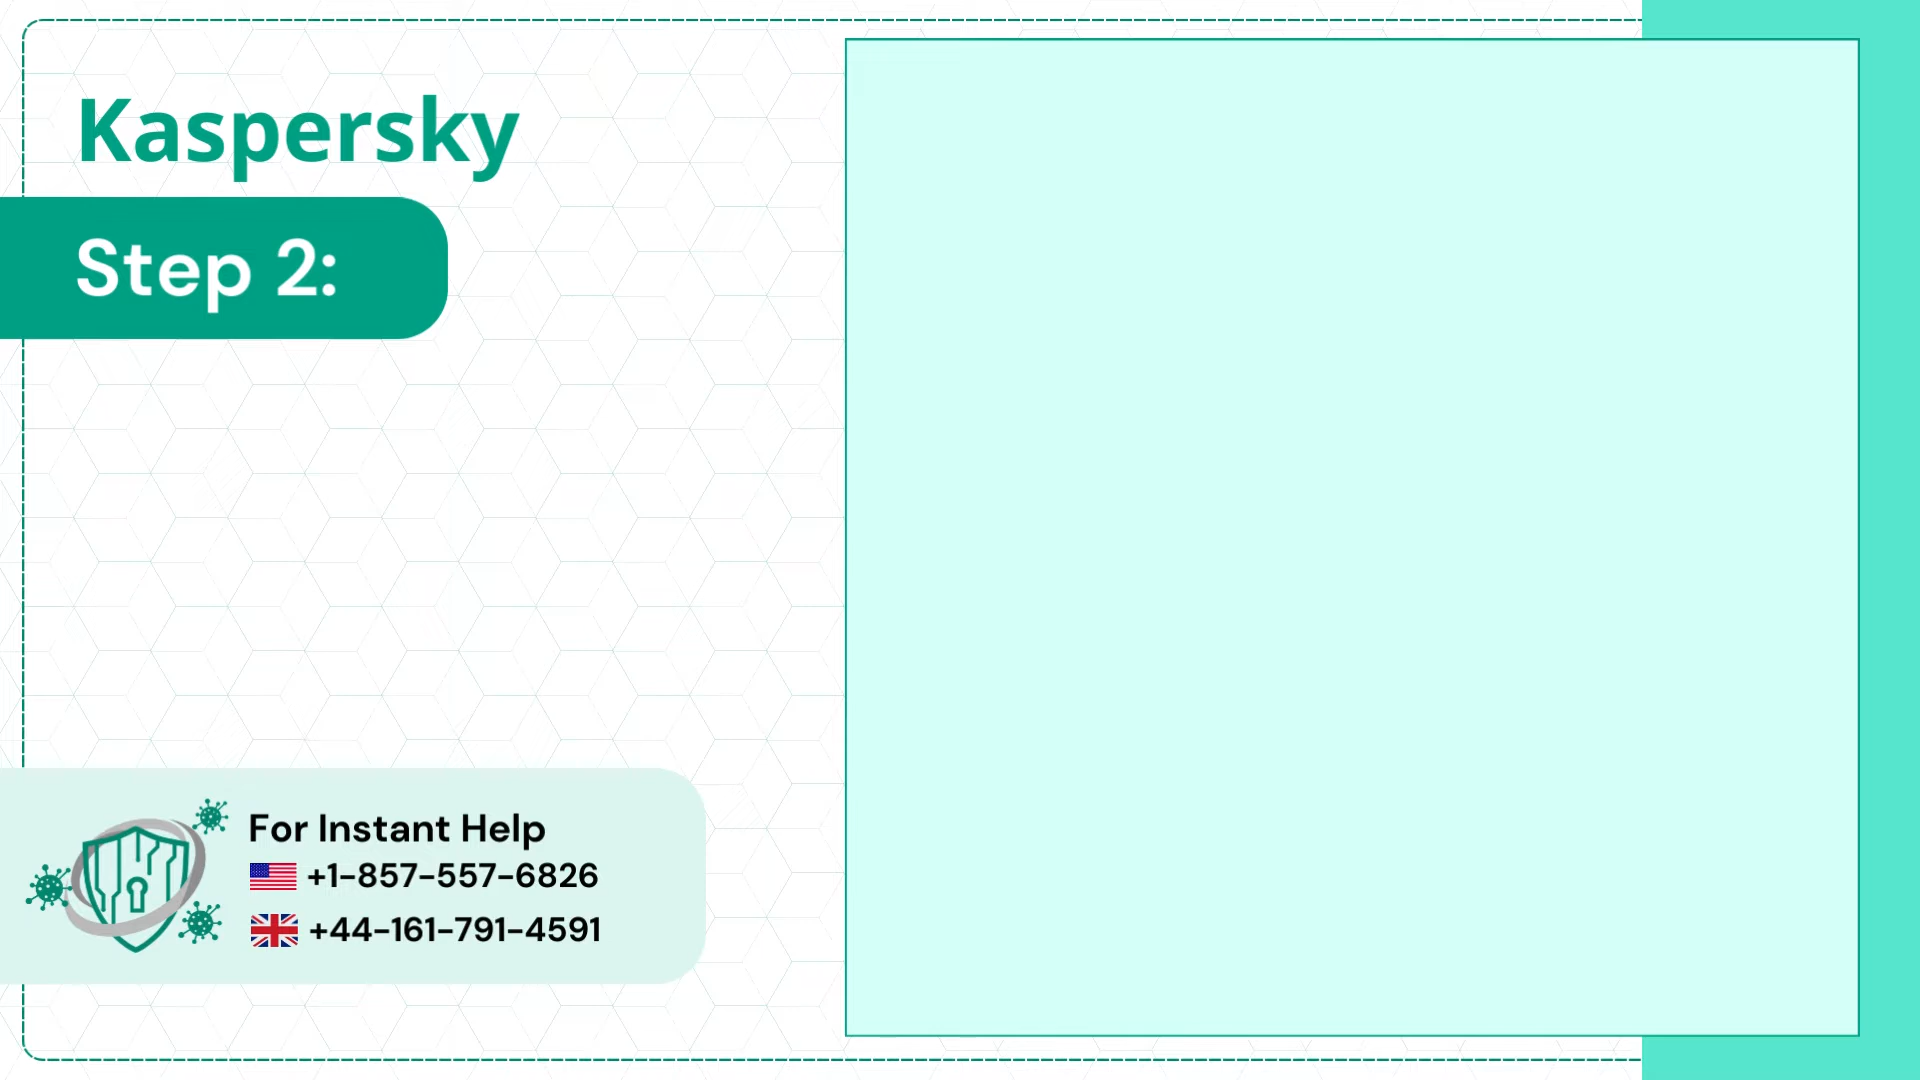 Kaspersky
Step 2:
For Instant Help
+1-857-557-6826
+44-161-791-4591